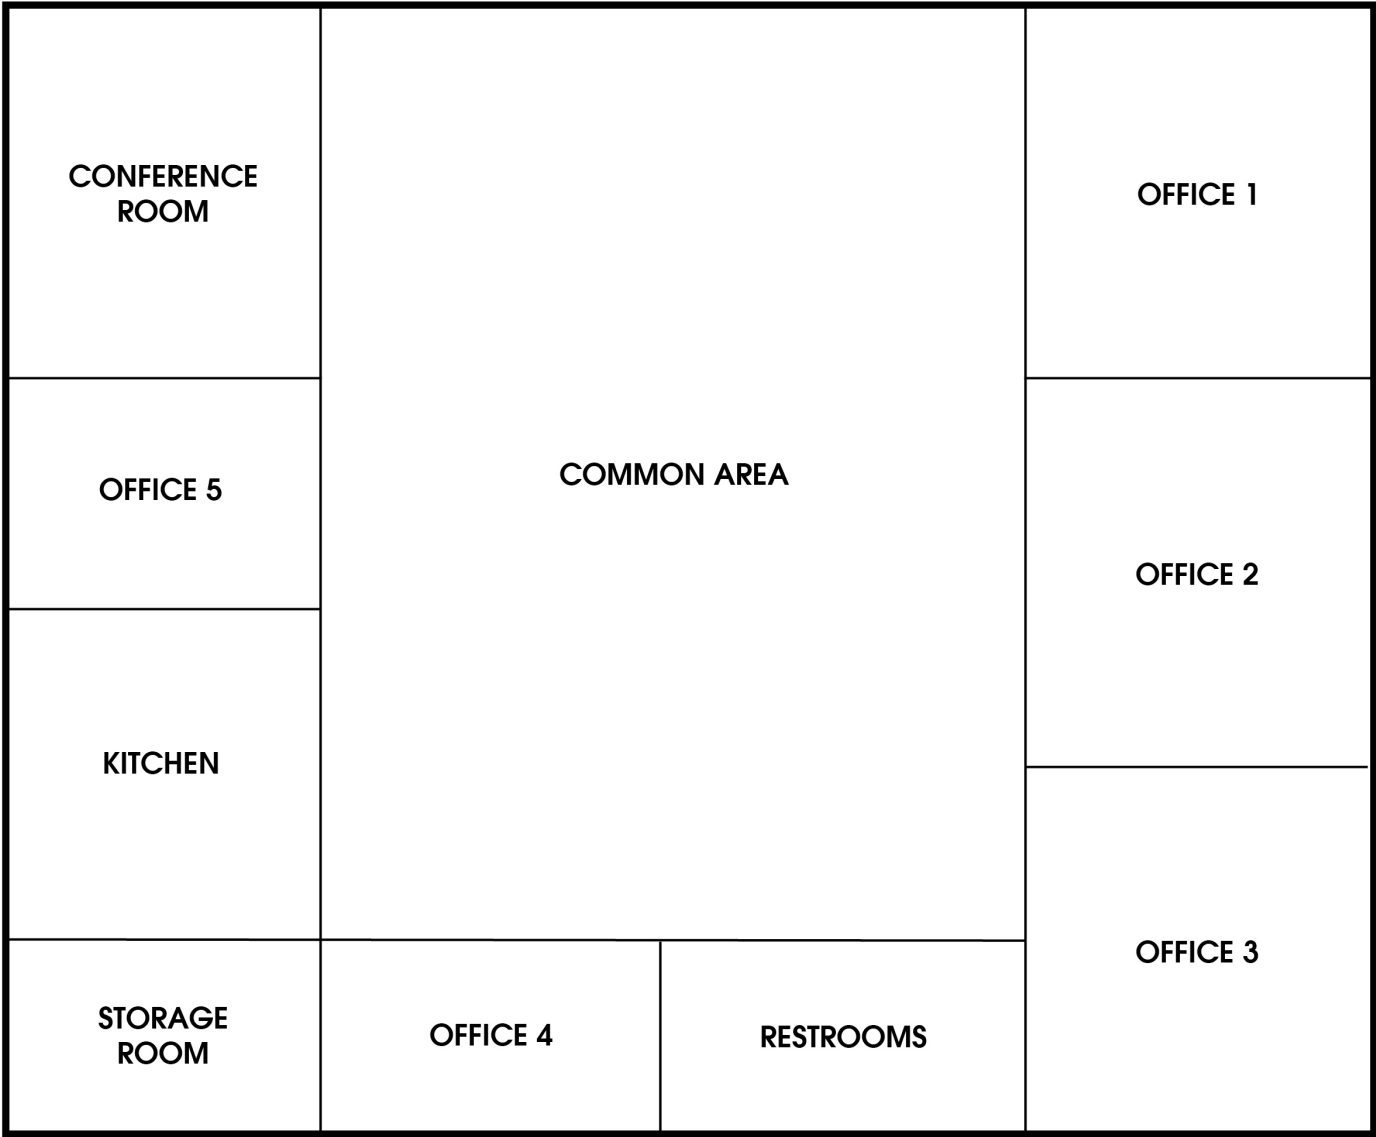 CONFERENCE
ROOM
OFFICE 1
COMMON AREA
OFFICE 5
OFFICE 2
KITCHEN
OFFICE 3
STORAGE
ROOM
OFFICE 4
RESTROOMS